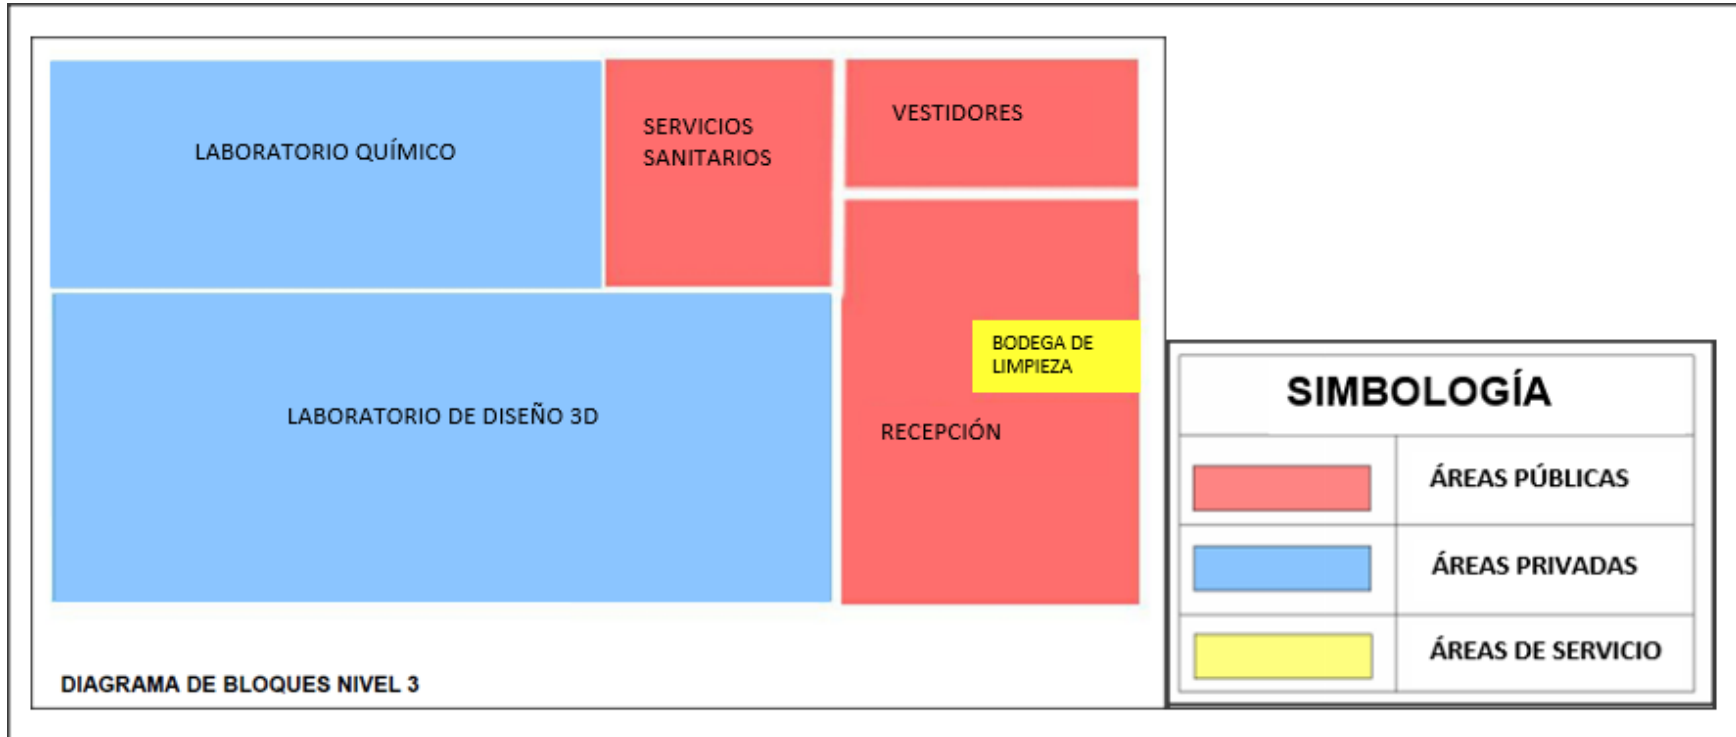 LABORATORIO QUÍMICO
SERVICIOS
SANITARIOS
VESTIDORES
BODEGA DE
LIMPIEZA
LABORATORIO DE DISEÑO 3D
RECEPCIÓN
DIAGRAMA DE BLOQUES NIVEL 3
SIMBOLOGÍA
ÁREAS PÚBLICAS
ÁREAS PRIVADAS
ÁREAS DE SERVICIO